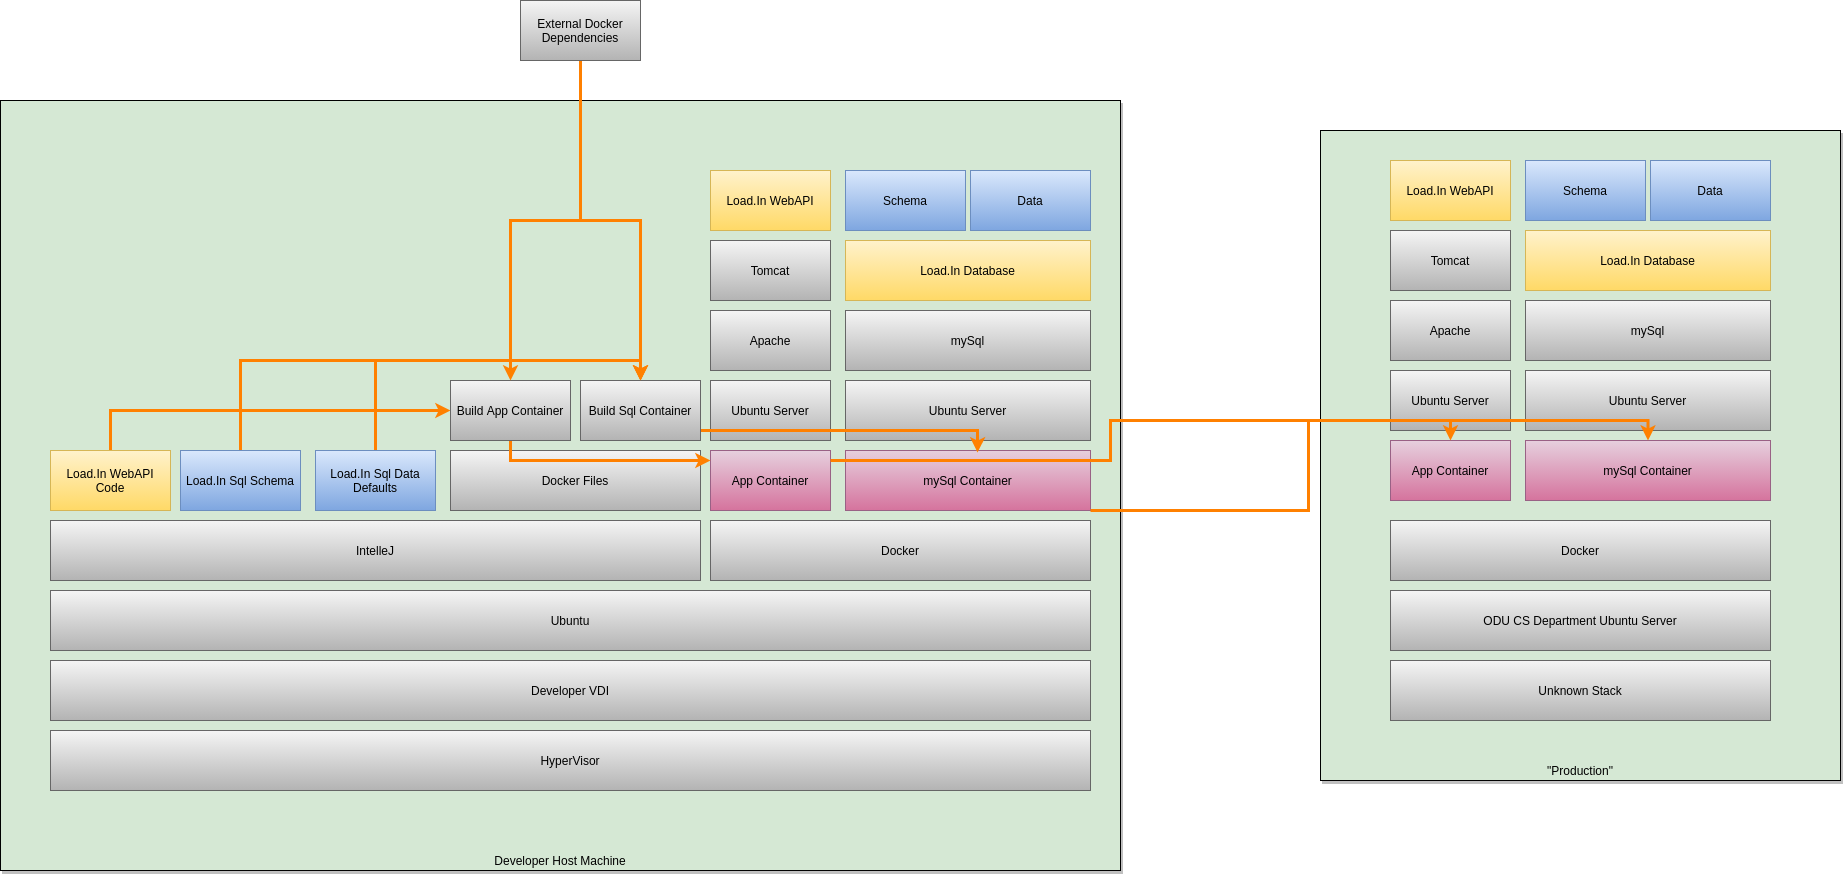 External Docker
Dependencies
Load.In WebAPI
Schema
Data
Tomcat
Load.In Database
Apache
mySql
Build App Container
Build Sql Container
Ubuntu Server
Ubuntu Server
Load.In WebAPI
Code
Load.In Sql Schema
Load.In Sql Data
Defaults
Docker Files
App Container
mySql Container
IntelleJ
Docker
Ubuntu
Developer VDI
HyperVisor
Developer Host Machine
Load.In WebAPI
Schema
Data
Tomcat
Load.In Database
Apache
mySql
Ubuntu Server
Ubuntu Server
App Container
mySql Container
Docker
ODU CS Department Ubuntu Server
Unknown Stack
"Production"